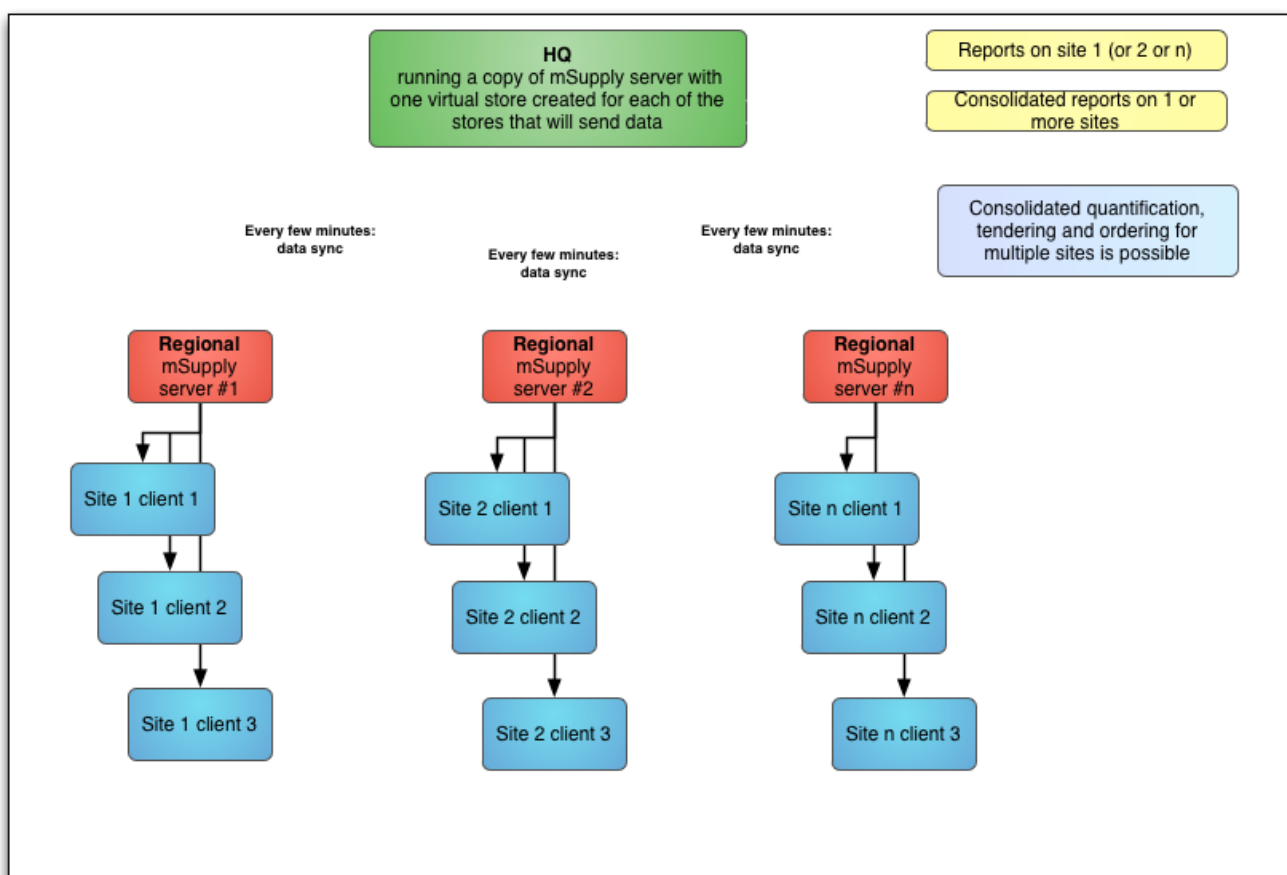 HQ
running a copy of mSupply server with
one virtual store created for each of the
stores that will send data
Reports on site 1 (or 2 or n)
Consolidated reports on 1 or
more sites
Consolidated quantification,
tendering and ordering for
multiple sites is possible
Every few minutes:
data sync
Every few minutes:
data sync
Every few minutes:
data sync
Regional
mSupply
server #1
Regional
mSupply
server #2
Regional
mSupply
server #n
Site 1 client 1
Site 2 client 1
Site n client 1
Site 1 client 2
Site 2 client 2
Site n client 2
Site 1 client 3
Site 2 client 3
Site n client 3